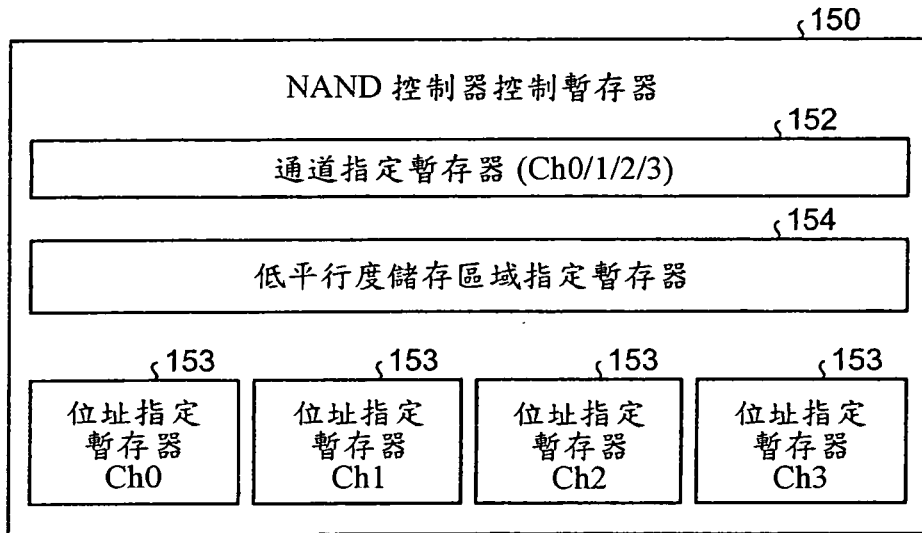 150
NAND 控制器控制暫存器
152
通道指定暫存器 (Ch0/1/2/3)
154
低平行度儲存區域指定暫存器
153
位址指定
暫存器
Ch0
153
位址指定
暫存器
Ch1
153
位址指定
暫存器
Ch2
153
位址指定
暫存器
Ch3